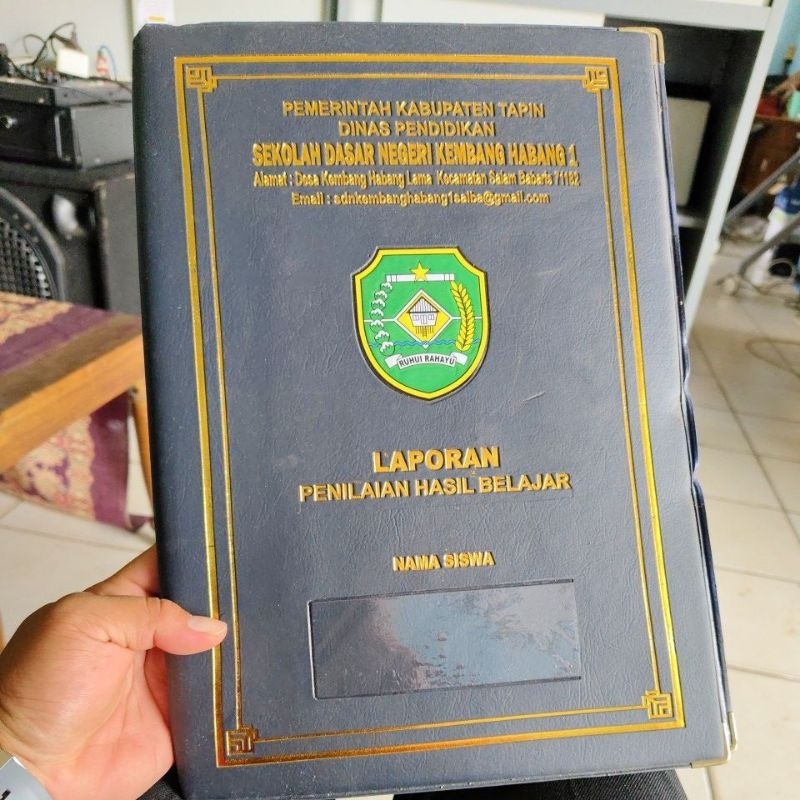 PEMERINTAH KABUPATEN TAPIN
DINAS PENDIDIKAN
SEKOLAH DASAR NEGERI KEMBANG HABANG 1
Alamat : Desa Kembang Habang Lama Kecamatan Salam Babaris 71182
Email : sdnkembanghabang1salba@gmail.com
RUHUI RAHAYU
LAPORAN
PENILAIAN HASIL BELAJAR
NAMA SISWA